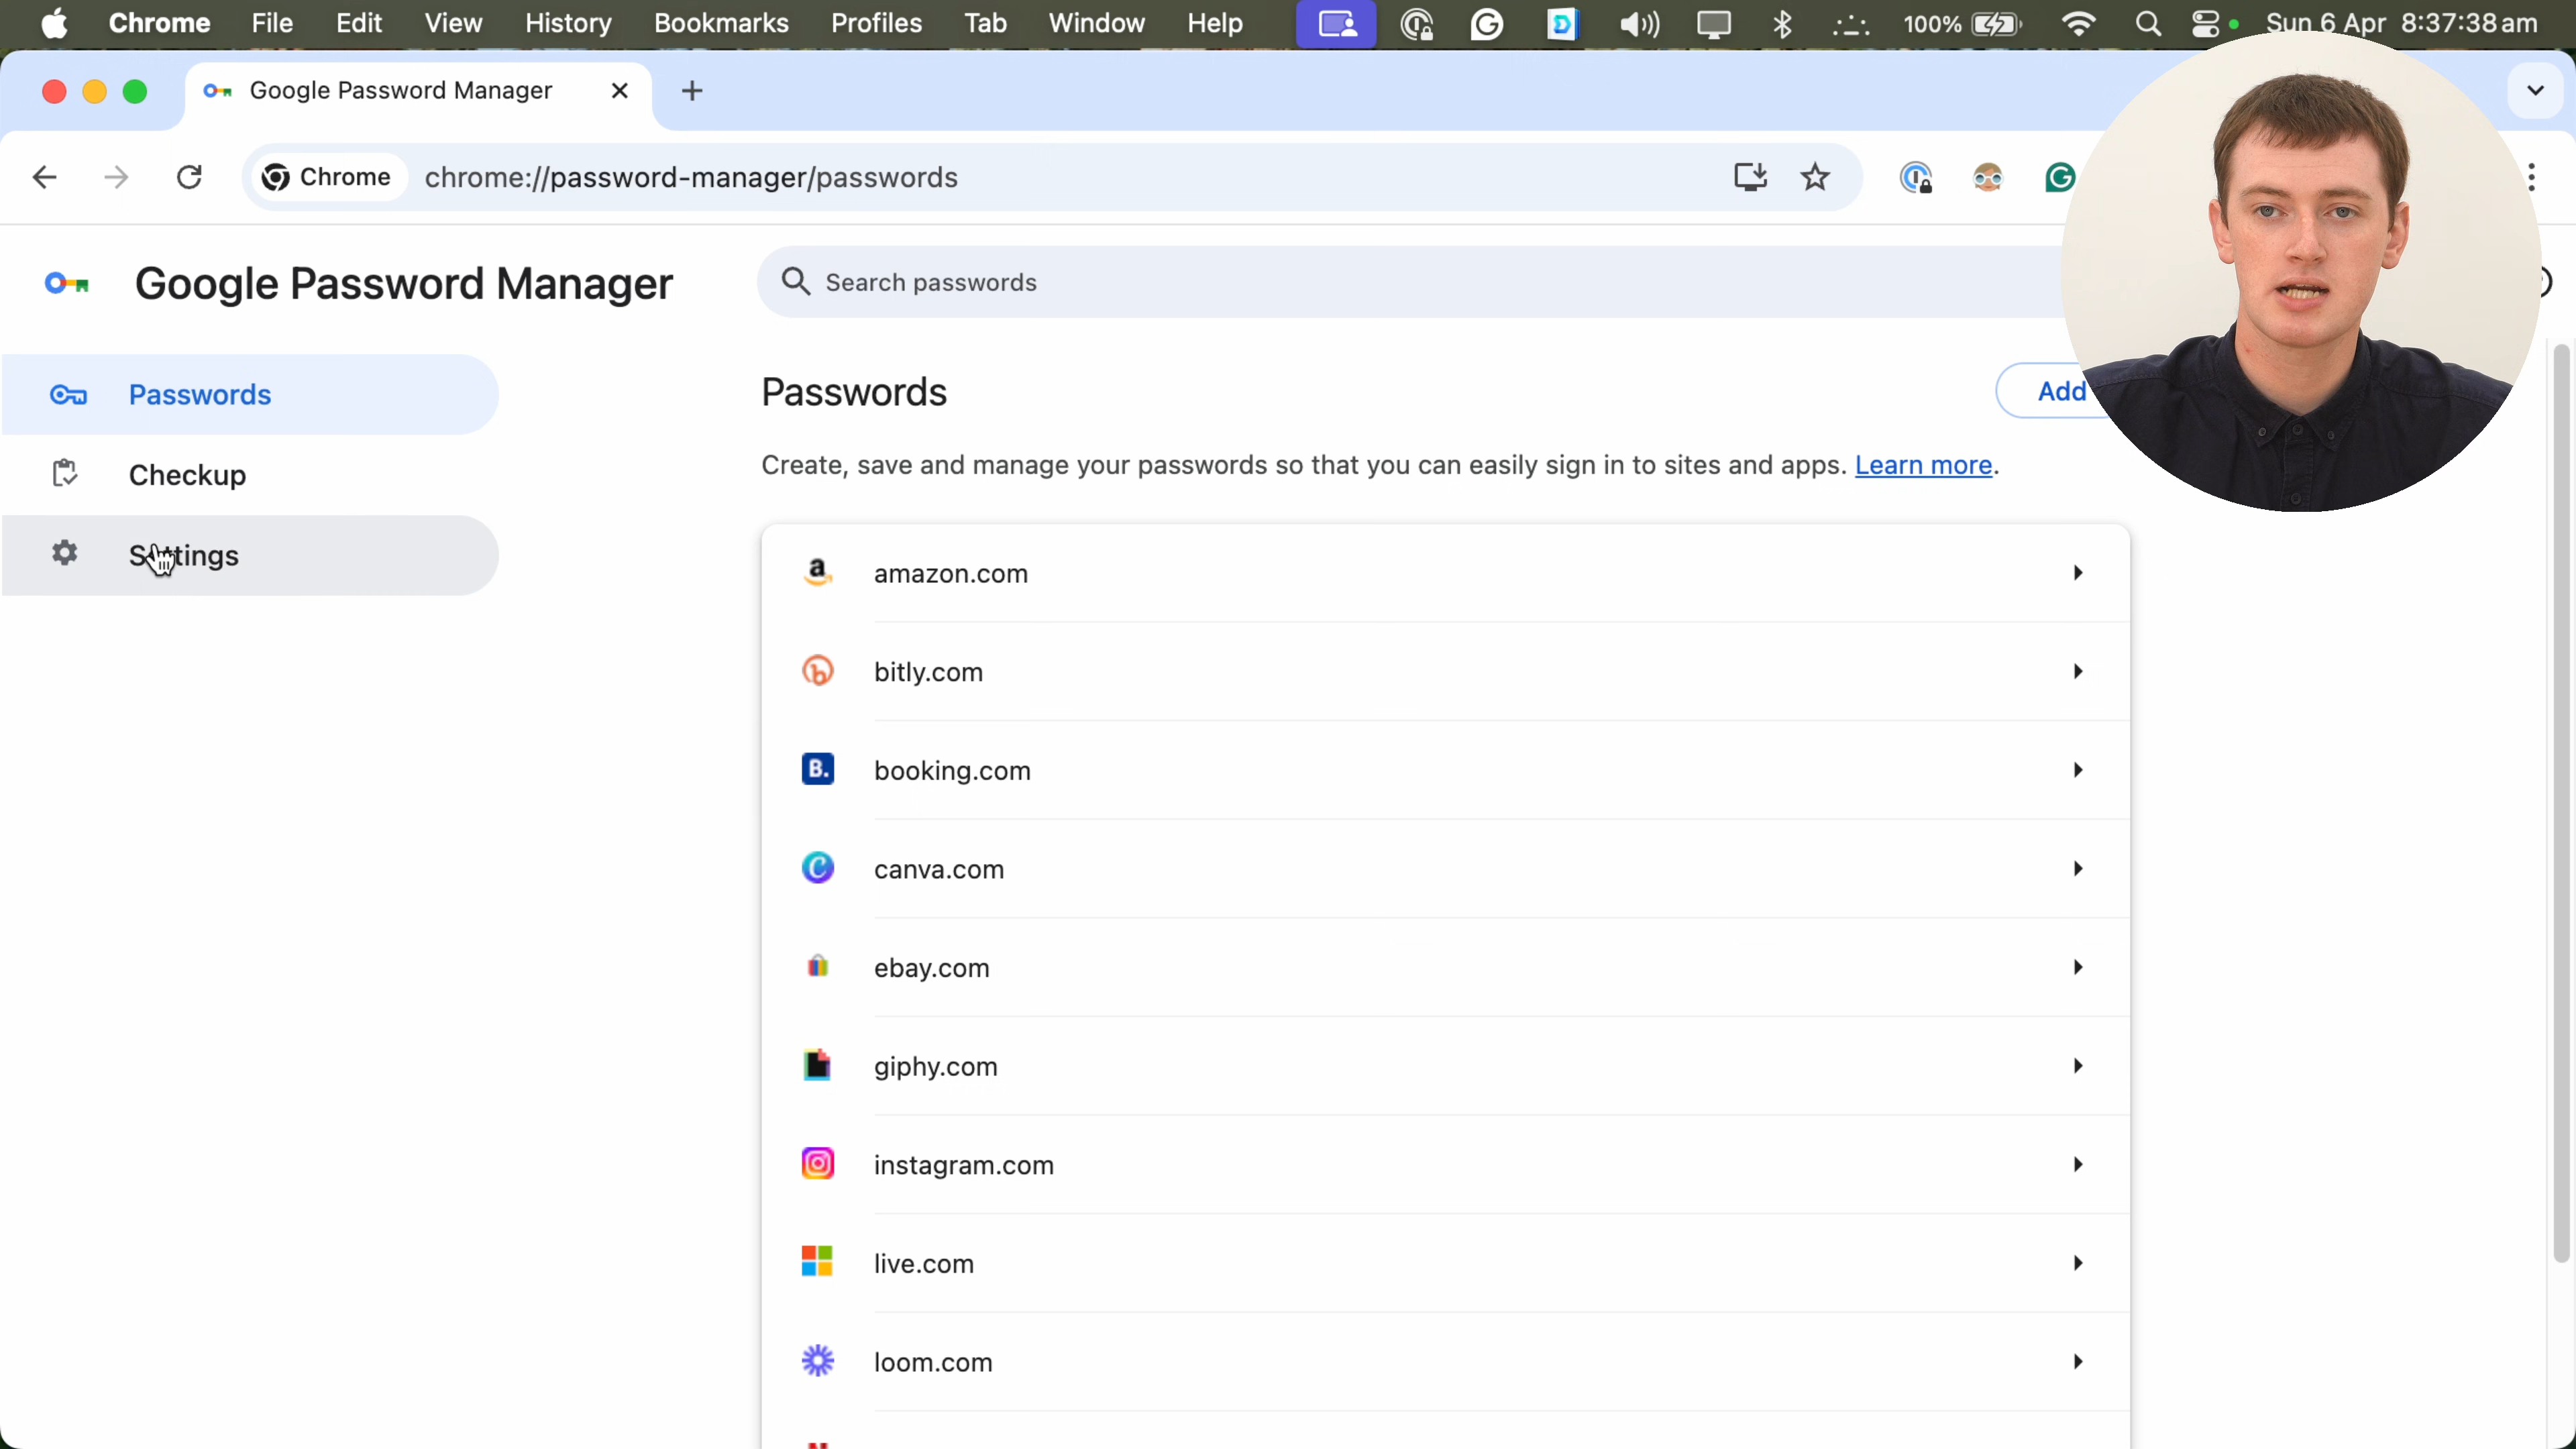 Chrome File Edit View History Bookmarks Profiles Tab Window Help 100% Sun 6 Apr 8:37:38 am
Google Password Manager
Chrome chrome://password-manager/passwords
Google Password Manager
Search passwords
Passwords
Checkup
Settings
Passwords
Add
Create, save and manage your passwords so that you can easily sign in to sites and apps. Learn more.
amazon.com
bitly.com
booking.com
canva.com
ebay.com
giphy.com
instagram.com
live.com
loom.com